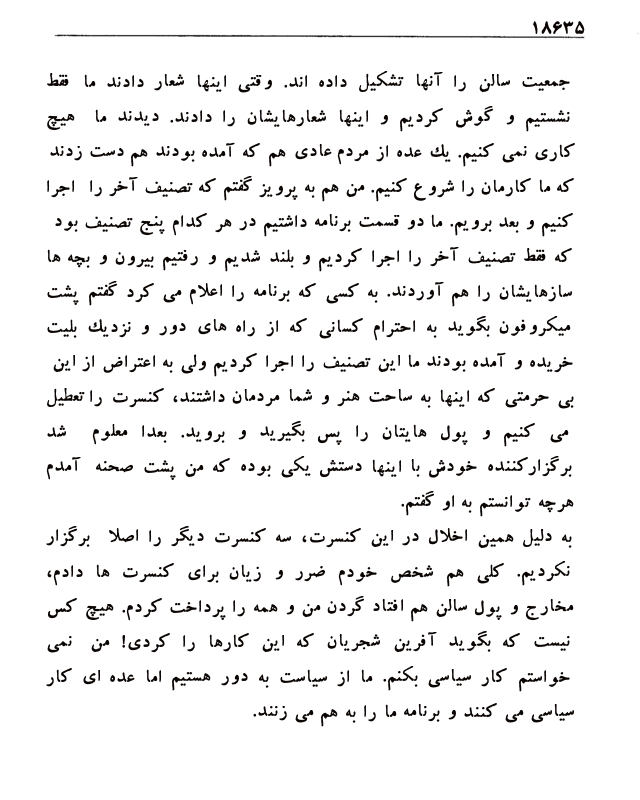 ۱۸۶۳۵
جمعیت سالن را آنها تشکیل داده اند. وقتی اینها شعار دادند ما فقط
نشستیم و گوش کردیم و اینها شعارهایشان را دادند. دیدند ما هیچ
کاری نمی کنیم. یك عده از مردم عادی هم که آمده بودند هم دست زدند
که ما کارمان را شروع کنیم. من هم به پرویز گفتم که تصنیف آخر را اجرا
کنیم و بعد برویم. ما دو قسمت برنامه داشتیم در هر کدام پنج تصنیف بود
که فقط تصنیف آخر را اجرا کردیم و بلند شدیم و رفتیم بیرون و بچه ها
سازهایشان را هم آوردند. به کسی که برنامه را اعلام می کرد گفتم پشت
میکروفون بگوید به احترام کسانی که از راه های دور و نزدیك بلیت
خریده و آمده بودند ما این تصنیف را اجرا کردیم ولی به اعتراض از این
بی حرمتی که اینها به ساحت هنر و شما مردمان داشتند، کنسرت را تعطیل
می کنیم و پول هایتان را پس بگیرید و بروید. بعدا معلوم شد
برگزارکننده خودش با اینها دستش یکی بوده که من پشت صحنه آمدم
هرچه توانستم به او گفتم.
به دلیل همین اخلال در این کنسرت، سه کنسرت دیگر را اصلا برگزار
نکردیم. کلی هم شخص خودم ضرر و زیان برای کنسرت ها دادم،
مخارج و پول سالن هم افتاد گردن من و همه را پرداخت کردم. هیچ کس
نیست که بگوید آفرین شجریان که این کارها را کردی! من نمی
خواستم کار سیاسی بکنم. ما از سیاست به دور هستیم اما عده ای کار
سیاسی می کنند و برنامه ما را به هم می زنند.